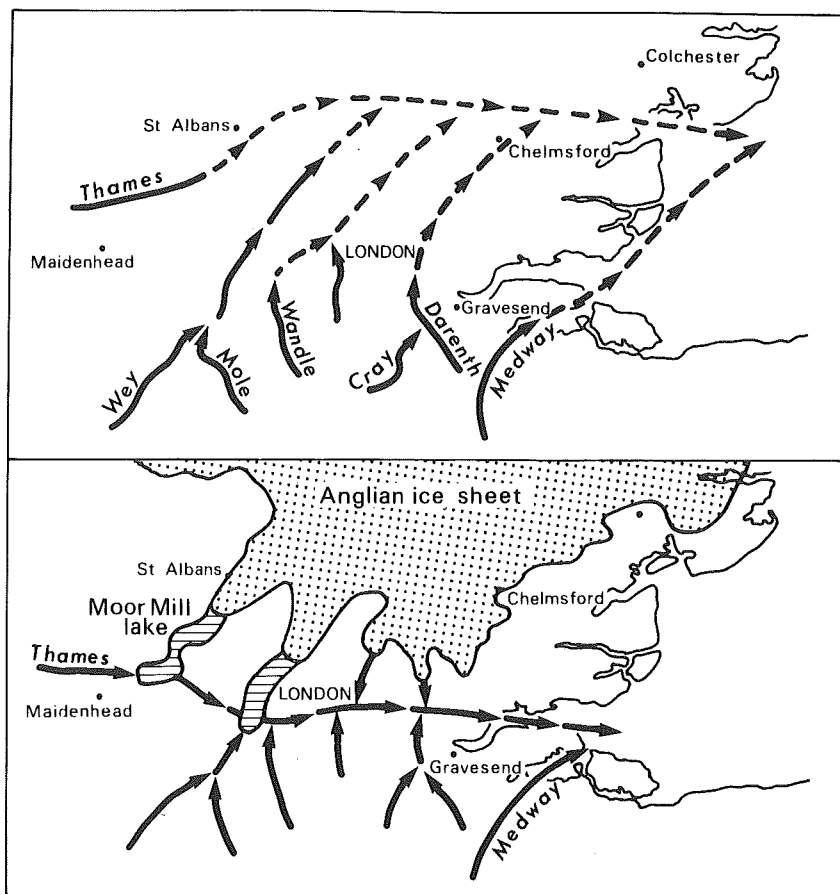 Colchester
St Albans
Chelmsford
Thames
Maidenhead
LONDON
Gravesend
Wandle
Darenth
Medway
Cray
Wey
Mole
Anglian ice sheet
St Albans
Moor Mill
lake
Chelmsford
Thames
LONDON
Maidenhead
Gravesend
Medway